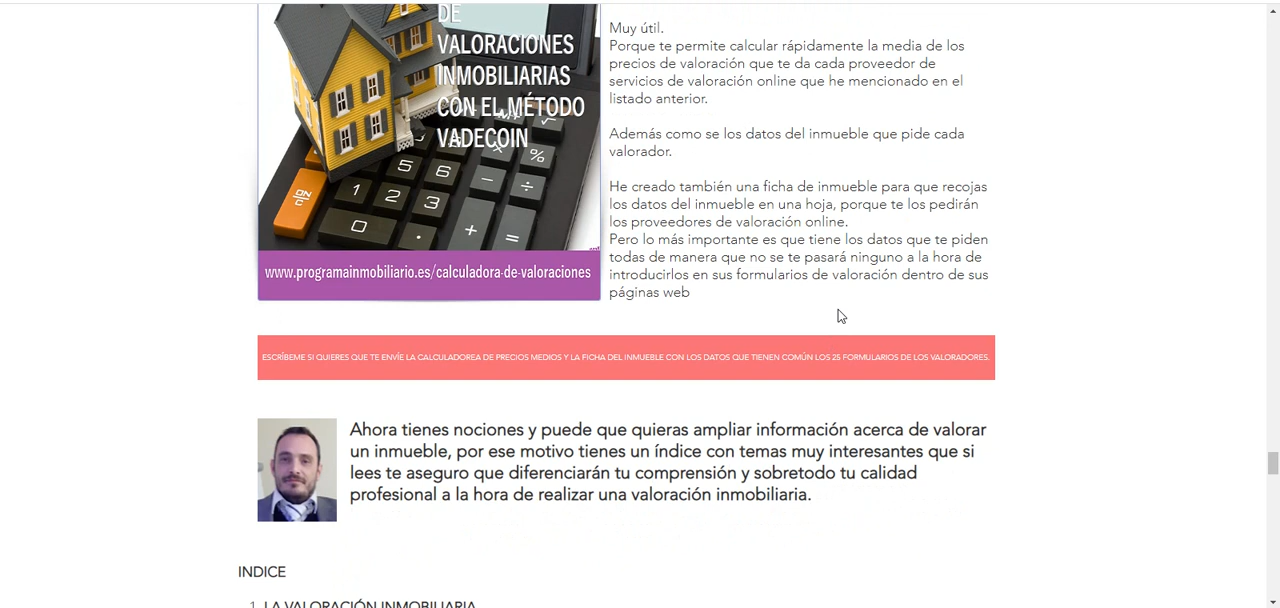 DE
VALORACIONES
INMOBILIARIAS
CON EL MÉTODO
VADECOIN
www.programainmobiliario.es/calculadora-de-valoraciones
Muy útil.
Porque te permite calcular rápidamente la media de los
precios de valoración que te da cada proveedor de
servicios de valoración online que he mencionado en el
listado anterior.
Además como se los datos del inmueble que pide cada
valorador.
He creado también una ficha de inmueble para que recojas
los datos del inmueble en una hoja, porque te los pedirán
los proveedores de valoración online.
Pero lo más importante es que tiene los datos que te piden
todas de manera que no se te pasará ninguno a la hora de
introducirlos en sus formularios de valoración dentro de sus
páginas web
ESCRÍBEME SI QUIERES QUE TE ENVÍE LA CALCULADOREA DE PRECIOS MEDIOS Y LA FICHA DEL INMUEBLE CON LOS DATOS QUE TIENEN COMÚN LOS 25 FORMULARIOS DE LOS VALORADORES.
Ahora tienes nociones y puede que quieras ampliar información acerca de valorar
un inmueble, por ese motivo tienes un índice con temas muy interesantes que si
lees te aseguro que diferenciarán tu comprensión y sobretodo tu calidad
profesional a la hora de realizar una valoración inmobiliaria.
INDICE
1. LA VALORACIÓN INMOBILIARIA